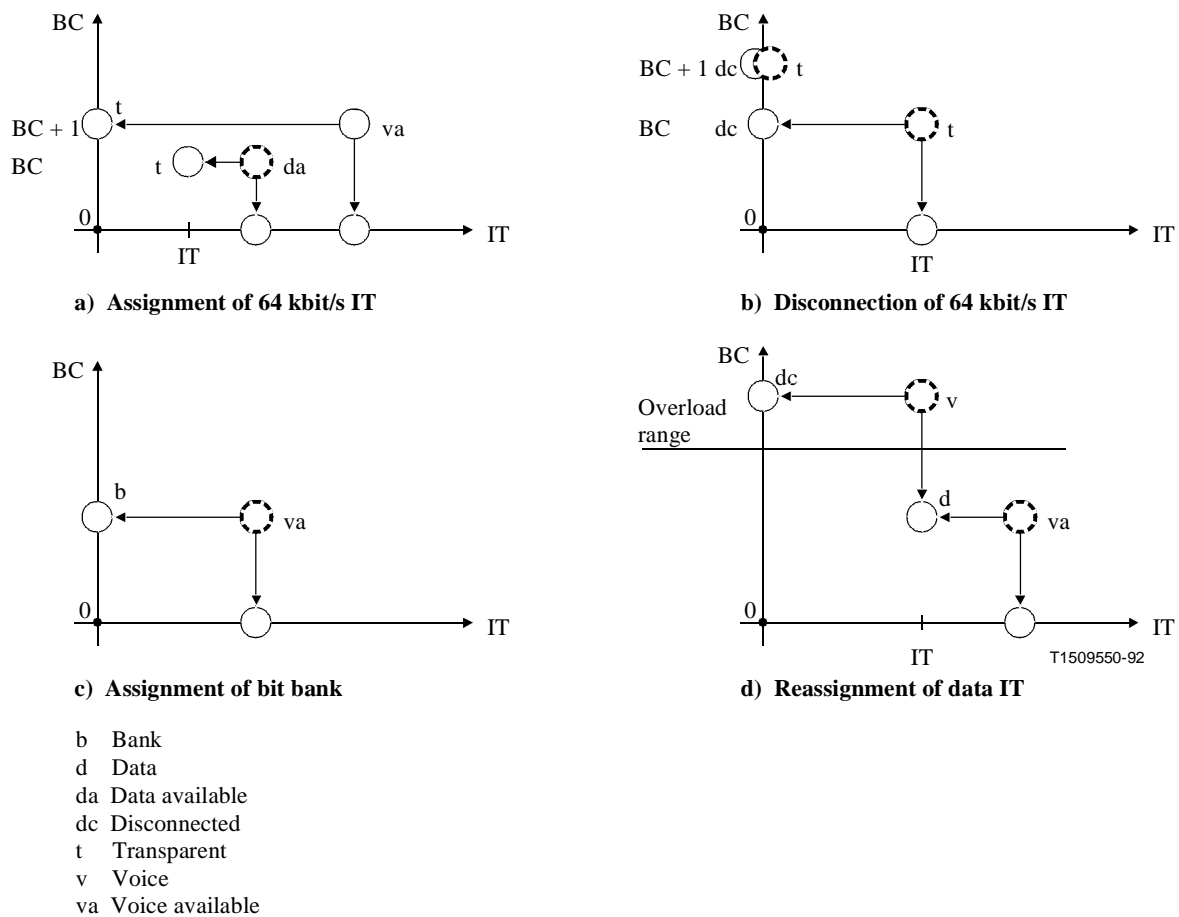 BC
t
BC + 1
va
BC
t
da
0
IT
IT
a) Assignment of 64 kbit/s IT
BC
BC + 1 dc
t
BC
dc
t
0
IT
IT
b) Disconnection of 64 kbit/s IT
BC
b
va
0
IT
c) Assignment of bit bank
BC
dc
v
Overload
range
d
va
0
IT
IT
T1509550-92
d) Reassignment of data IT
b Bank
d Data
da Data available
dc Disconnected
t Transparent
v Voice
va Voice available